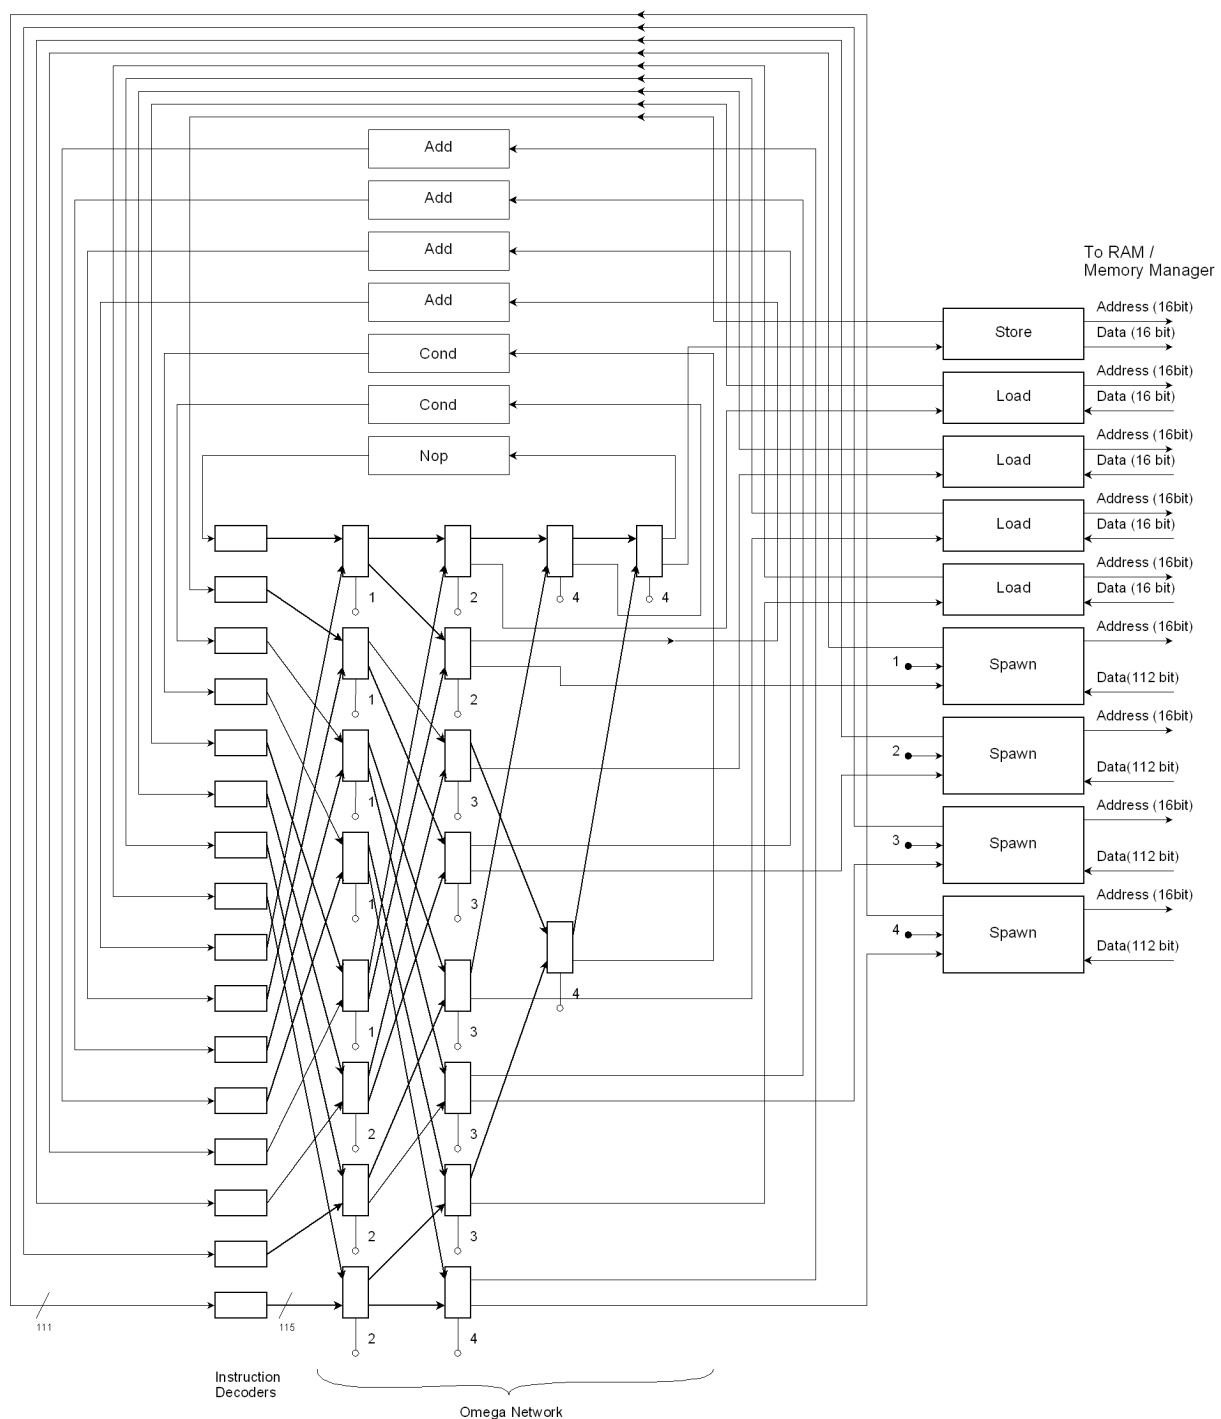 Add
Add
Add
Add
Cond
Cond
Nop
To RAM /
Memory Manager
Address (16bit)
Store
Data (16 bit)
Address (16bit)
Load
Data (16 bit)
Address (16bit)
Load
Data (16 bit)
Address (16bit)
Load
Data (16 bit)
Address (16bit)
Load
Data (16 bit)
Address (16bit)
1
Spawn
Data(112 bit)
Address (16bit)
2
Spawn
Data(112 bit)
Address (16bit)
3
Spawn
Data(112 bit)
Address (16bit)
4
Spawn
Data(112 bit)
1
2
4
4
1
2
1
3
1
3
4
1
3
2
3
2
3
111
115
2
4
Instruction
Decoders
Omega Network